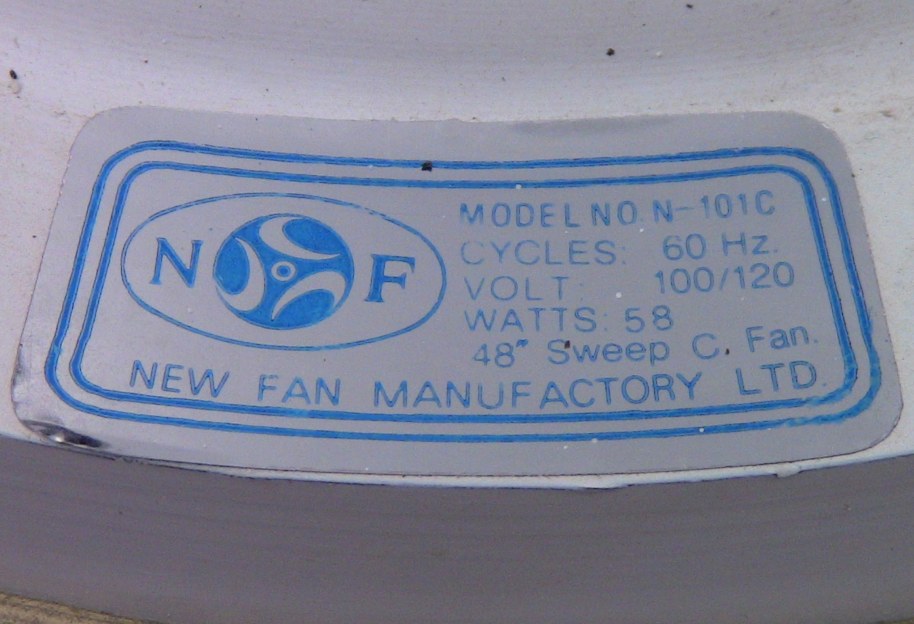 N F
MODEL NO. N-101C
CYCLES: 60 Hz.
VOLT: 100/120
WATTS: 58
48" Sweep C. Fan.
NEW FAN MANUFACTORY LTD.